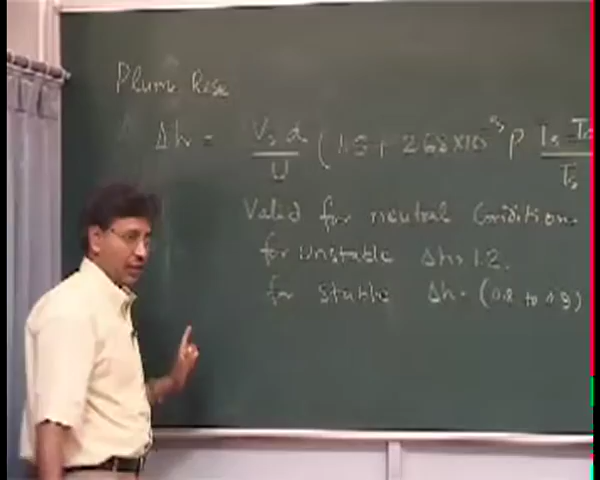 Plume Rise
Δh = Vs d / U ( 1.5 + 2.68×10⁻³ P Ts Ta / Ts
Valid for neutral Condition.
for Unstable Δh> 1.2.
for Stable Δh = (0.8 to 0.9)